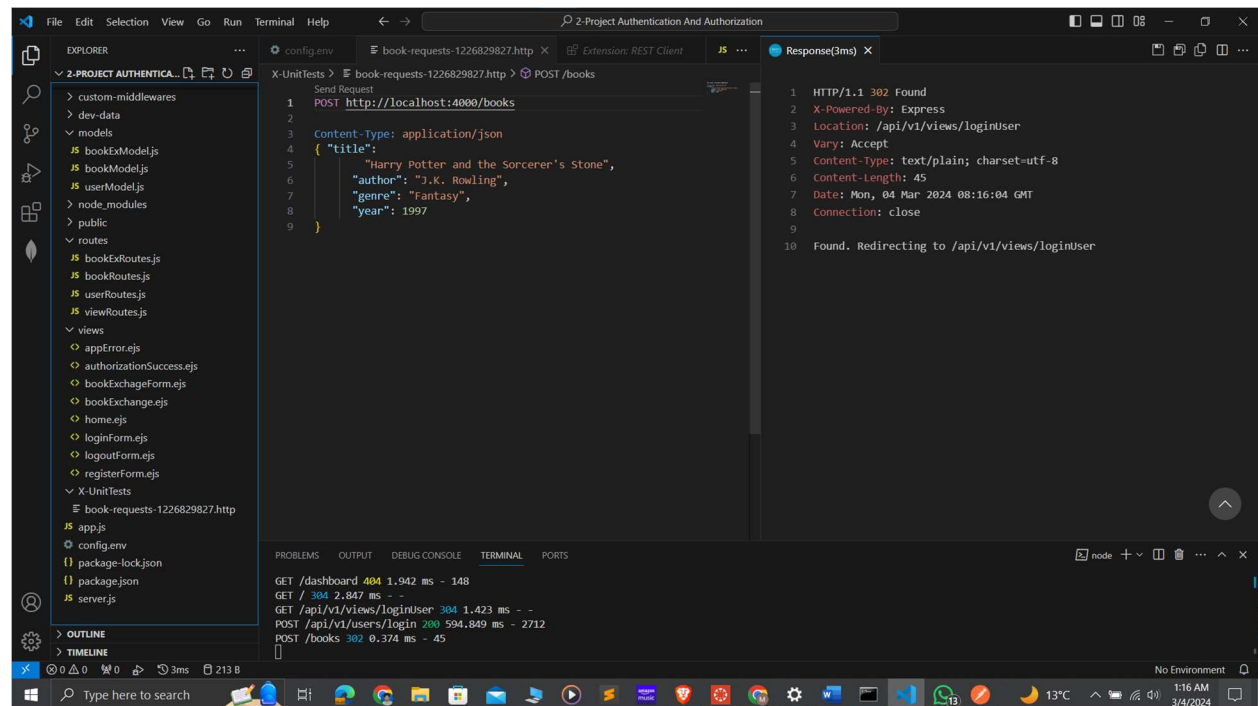 File Edit Selection View Go Run Terminal Help
2-Project Authentication And Authorization
EXPLORER
2-PROJECT AUTHENTICA...
custom-middlewares
dev-data
models
JS bookExModel.js
JS bookModel.js
JS userModel.js
node_modules
public
routes
JS bookExRoutes.js
JS bookRoutes.js
JS userRoutes.js
JS viewRoutes.js
views
<> appError.ejs
<> authorizationSuccess.ejs
<> bookExchageForm.ejs
<> bookExchange.ejs
<> home.ejs
<> loginForm.ejs
<> logoutForm.ejs
<> registerForm.ejs
X-UnitTests
book-requests-1226829827.http
JS app.js
config.env
{} package-lock.json
{} package.json
JS server.js
OUTLINE
TIMELINE
config.env book-requests-1226829827.http Extension: REST Client JS ...
X-UnitTests > book-requests-1226829827.http > POST /books
Send Request
1 POST http://localhost:4000/books
2
3 Content-Type: application/json
4 { "title":
5 "Harry Potter and the Sorcerer's Stone",
6 "author": "J.K. Rowling",
7 "genre": "Fantasy",
8 "year": 1997
9 }
Response(3ms)
1 HTTP/1.1 302 Found
2 X-Powered-By: Express
3 Location: /api/v1/views/loginUser
4 Vary: Accept
5 Content-Type: text/plain; charset=utf-8
6 Content-Length: 45
7 Date: Mon, 04 Mar 2024 08:16:04 GMT
8 Connection: close
9
10 Found. Redirecting to /api/v1/views/loginUser
PROBLEMS OUTPUT DEBUG CONSOLE TERMINAL PORTS
node
GET /dashboard 404 1.942 ms - 148
GET / 304 2.847 ms - -
GET /api/v1/views/loginUser 304 1.423 ms - -
POST /api/v1/users/login 200 594.849 ms - 2712
POST /books 302 0.374 ms - 45
0 0 0 3ms 213 B
No Environment
Type here to search
music
13
13°C
1:16 AM
3/4/2024